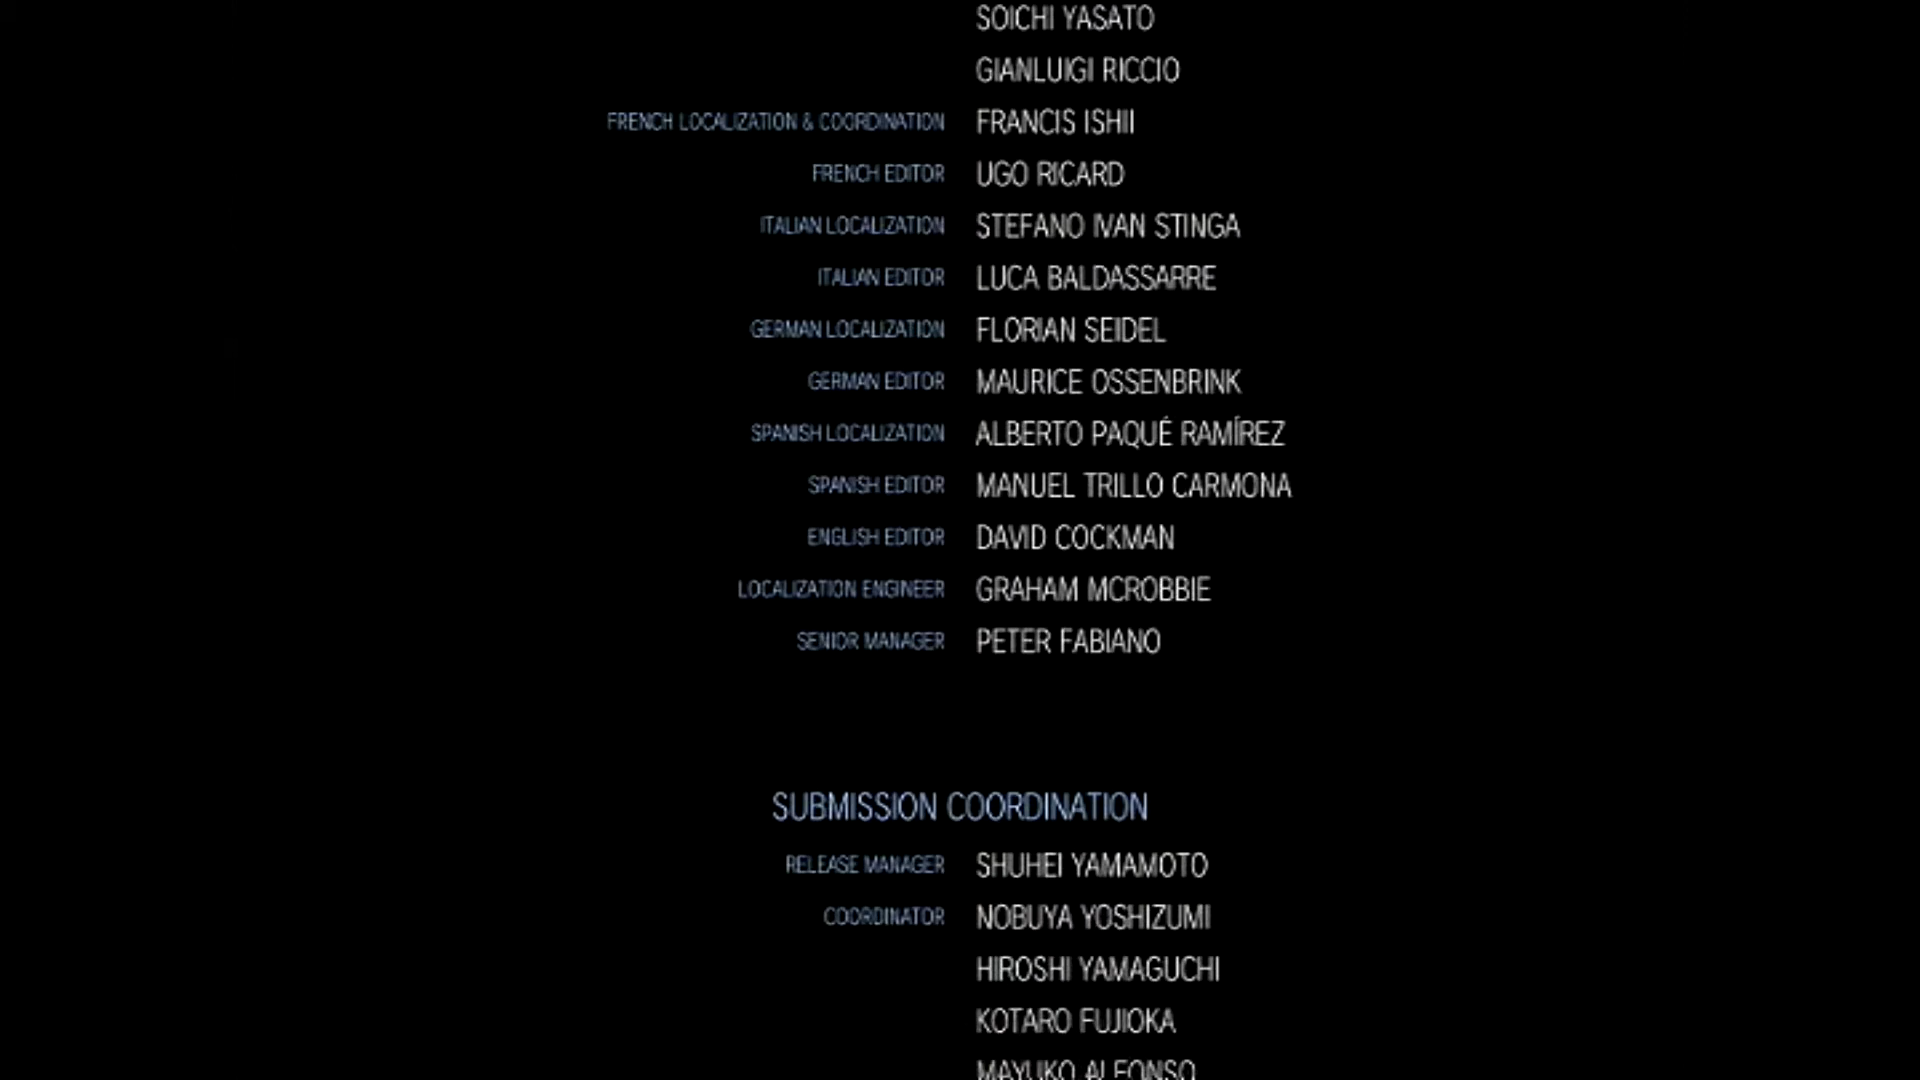 SOICHI YASATO
GIANLUIGI RICCIO
FRENCH LOCALIZATION & COORDINATION FRANCIS ISHII
FRENCH EDITOR UGO RICARD
ITALIAN LOCALIZATION STEFANO IVAN STINGA
ITALIAN EDITOR LUCA BALDASSARRE
GERMAN LOCALIZATION FLORIAN SEIDEL
GERMAN EDITOR MAURICE OSSENBRINK
SPANISH LOCALIZATION ALBERTO PAQUÉ RAMÍREZ
SPANISH EDITOR MANUEL TRILLO CARMONA
ENGLISH EDITOR DAVID COCKMAN
LOCALIZATION ENGINEER GRAHAM MCROBBIE
SENIOR MANAGER PETER FABIANO
SUBMISSION COORDINATION
RELEASE MANAGER SHUHEI YAMAMOTO
COORDINATOR NOBUYA YOSHIZUMI
HIROSHI YAMAGUCHI
KOTARO FUJIOKA
MAYUKO ALFONSO